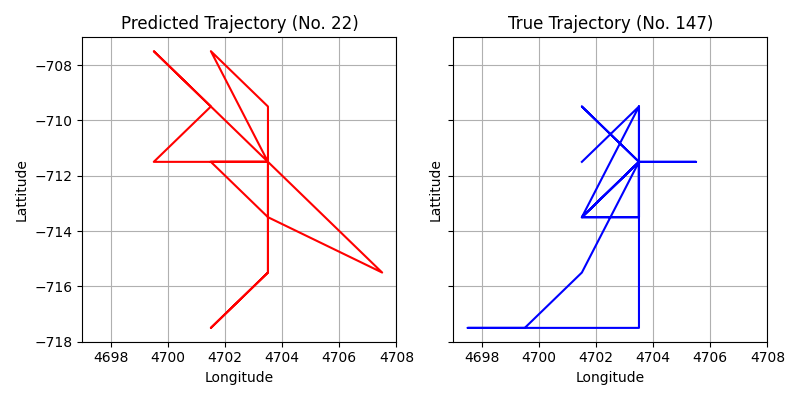 Predicted Trajectory (No. 22)
True Trajectory (No. 147)
Lattitude
−708
−710
−712
−714
−716
−718
4698 4700 4702 4704 4706 4708
Longitude
Lattitude
4698 4700 4702 4704 4706 4708
Longitude